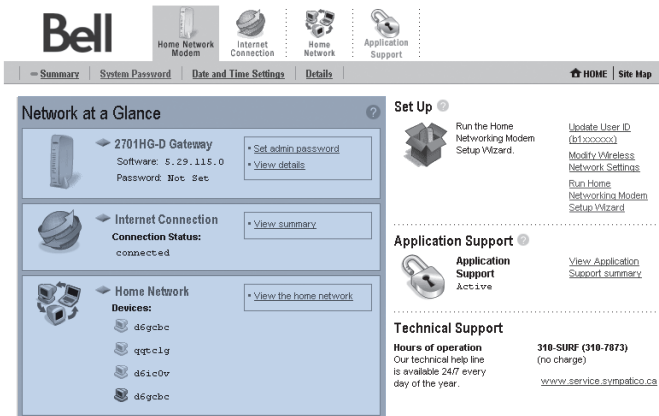 Bell
Home Network Modem
Internet Connection
Home Network
Application Support
Summary
System Password
Date and Time Settings
Details
HOME
Site Map
Network at a Glance
?
2701HG-D Gateway
Software: 5.29.115.0
Password: Not Set
• Set admin password
• View details
Internet Connection
Connection Status:
connected
• View summary
Home Network
Devices:
d6gcbc
qqtclg
d6ic0v
d6gcbc
• View the home network
Set Up ?
Run the Home
Networking Modem
Setup Wizard.
Update User ID
(b1xxxxxx)
Modify Wireless
Network Settings
Run Home
Networking Modem
Setup Wizard
Application Support ?
Application
Support
Active
View Application
Support summary
Technical Support
Hours of operation
Our technical help line
is available 24/7 every
day of the year.
310-SURF (310-7873)
(no charge)
www.service.sympatico.ca